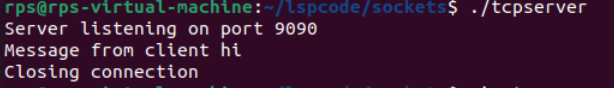 rps@rps-virtual-machine:~/lspcode/sockets$ ./tcpserver
Server listening on port 9090
Message from client hi
Closing connection